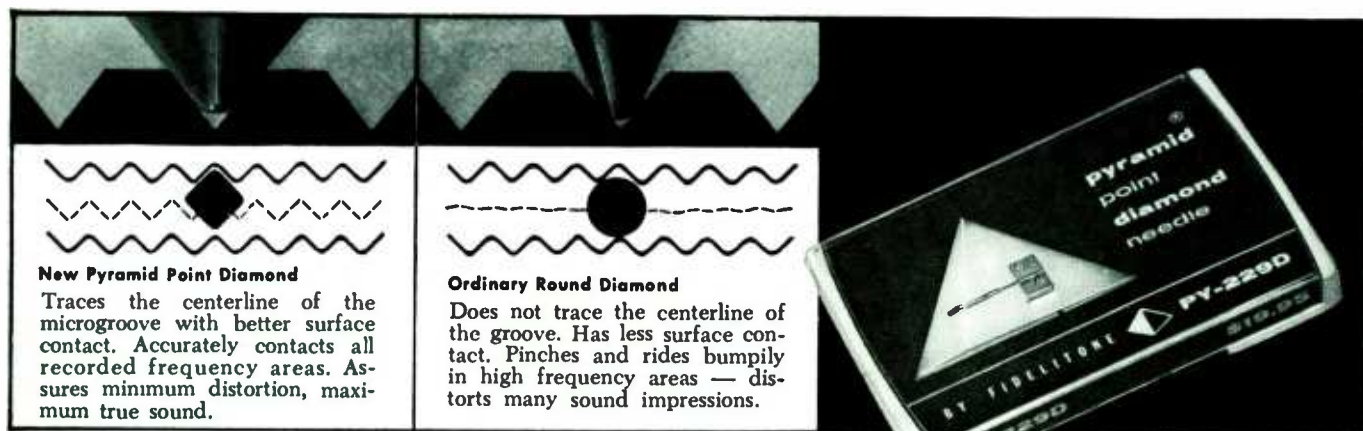 New Pyramid Point Diamond
Traces the centerline of the
microgroove with better surface
contact. Accurately contacts all
recorded frequency areas. As-
sures minimum distortion, maxi-
mum true sound.
Ordinary Round Diamond
Does not trace the centerline of
the groove. Has less surface con-
tact. Pinches and rides bumpily
in high frequency areas — dis-
torts many sound impressions.
pyramid®
point
diamond
needle
BY FIDELITONE PY-229D
$19.95
229D